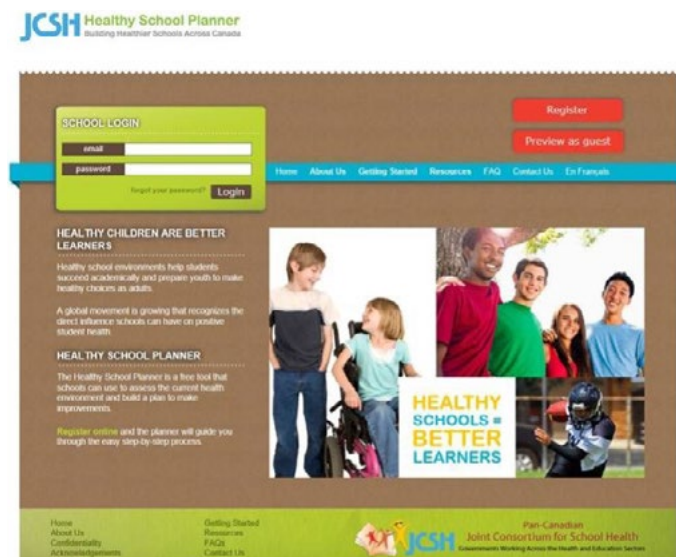 JCSH Healthy School Planner
Building Healthier Schools Across Canada
Register
SCHOOL LOGIN
Preview as guest
email
password
Home About Us Getting Started Resources FAQ Contact Us En Français
forgot your password? Login
HEALTHY CHILDREN ARE BETTER
LEARNERS
Healthy school environments help students
succeed academically and prepare youth to make
healthy choices as adults.
A global movement is growing that recognizes the
direct influence schools can have on positive
student health.
HEALTHY SCHOOL PLANNER
The Healthy School Planner is a free tool that
schools can use to assess the current health
environment and build a plan to make
improvements.
Register online and the planner will guide you
through the easy step-by-step process.
HEALTHY
SCHOOLS =
BETTER
LEARNERS
Home
About Us
Confidentiality
Acknowledgements
Getting Started
Resources
FAQs
Contact Us
JCSH
Pan-Canadian
Joint Consortium for School Health
Governments Working Across the Health and Education Sectors